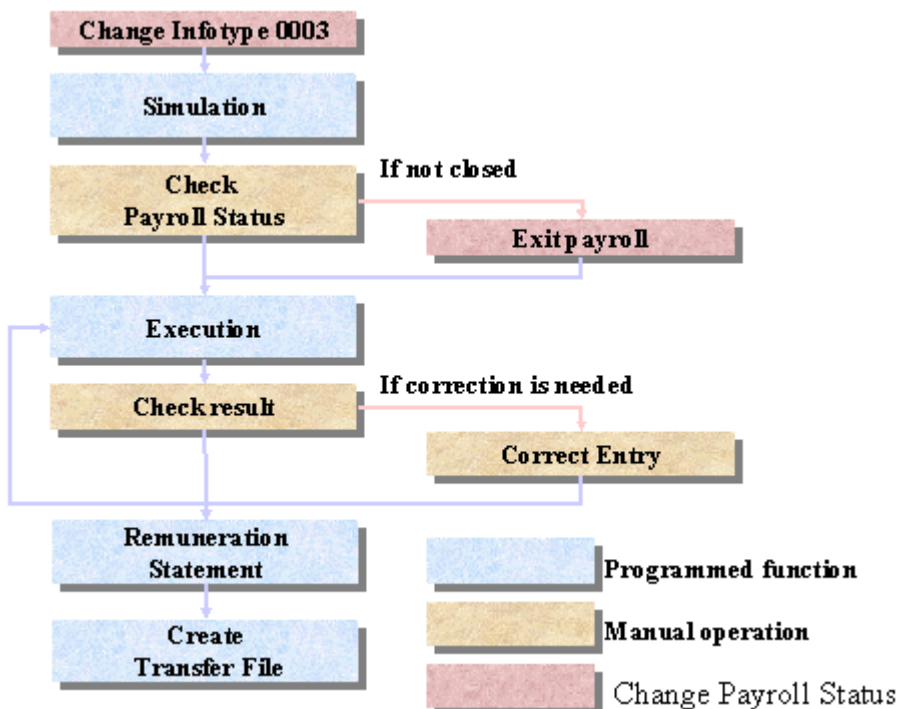 Change Infotype 0003
Simulation
Check
Payroll Status
If not closed
Exit payroll
Execution
Check result
If correction is needed
Correct Entry
Remuneration
Statement
Create
Transfer File
Programmed function
Manual operation
Change Payroll Status